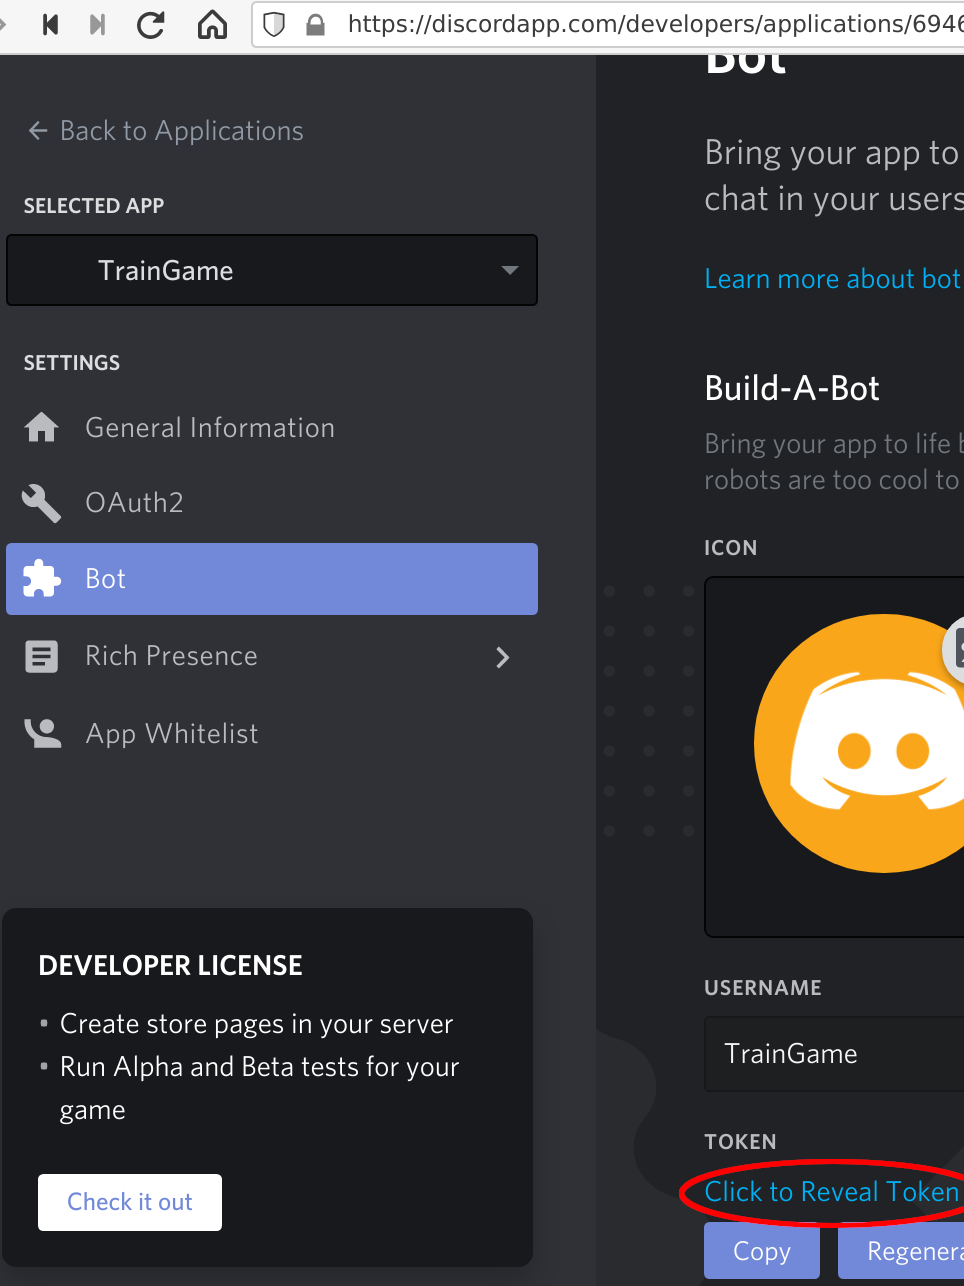 https://discordapp.com/developers/applications/6946
Bot
← Back to Applications
SELECTED APP
TrainGame
SETTINGS
General Information
OAuth2
Bot
Rich Presence
App Whitelist
DEVELOPER LICENSE
• Create store pages in your server
• Run Alpha and Beta tests for your
game
Check it out
Bring your app to
chat in your users
Learn more about bot
Build-A-Bot
Bring your app to life
robots are too cool to
ICON
USERNAME
TrainGame
TOKEN
Click to Reveal Token
Copy
Regenera